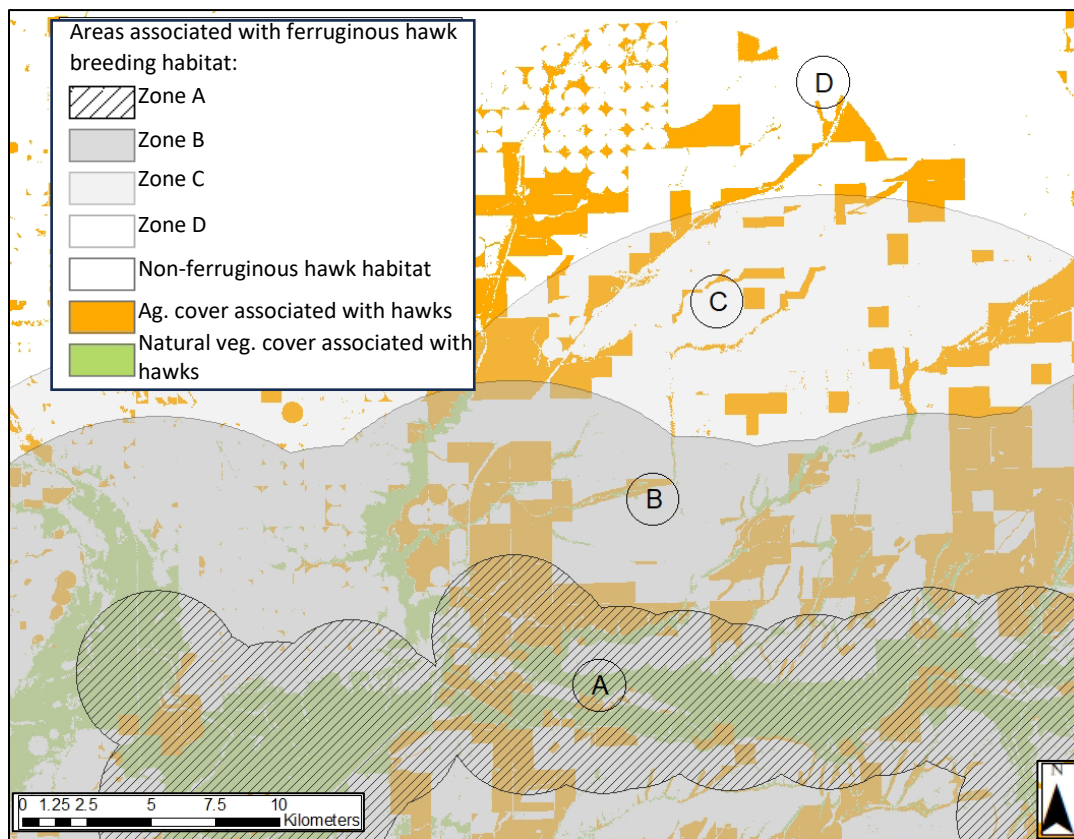 Areas associated with ferruginous hawk
breeding habitat:
Zone A
Zone B
Zone C
Zone D
Non-ferruginous hawk habitat
Ag. cover associated with hawks
Natural veg. cover associated with
hawks
D
C
B
A
N
0 1.25 2.5 5 7.5 10
Kilometers